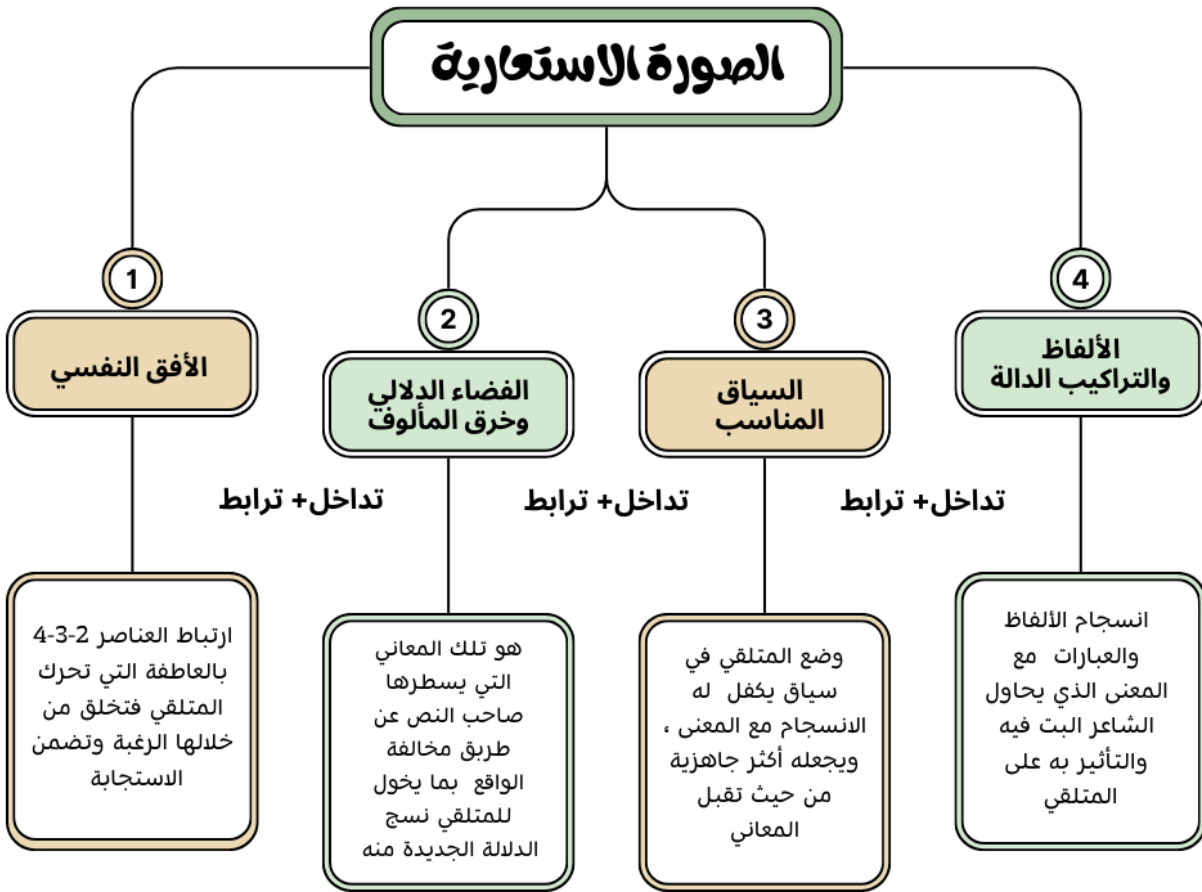 الصورة الاستعارية
1
الأفق النفسي
ارتباط العناصر 2-3-4
بالعاطفة التي تحرك
المتلقي فتخلق من
خلالها الرغبة وتضمن
الاستجابة
تداخل+ ترابط
2
الفضاء الدلالي
وخرق المألوف
هو تلك المعاني
التي يسطرها
صاحب النص عن
طربق مخالفة
الواقع بما يخول
للمتلقي نسج
الدلالة الجديدة منه
تداخل+ ترابط
3
السياق
المناسب
وضع المتلقي في
سياق يكفل له
الانسجام مع المعنى ،
ويجعله أكثر جاهزية
من حيث تقبل
المعاني
تداخل+ ترابط
4
الألفاظ
والتراكيب الدالة
انسجام الألفاظ
والعبارات مع
المعنى الذي يحاول
الشاعر البت فيه
والتأثير به على
المتلقي